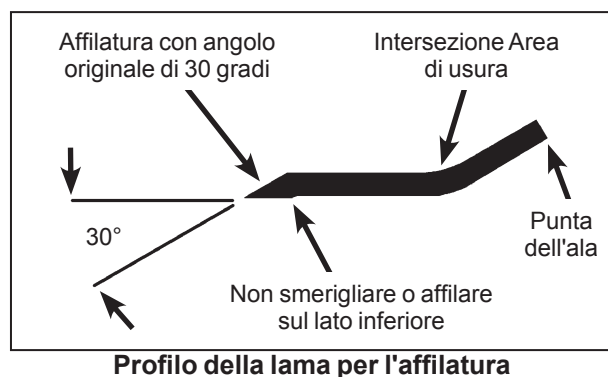 Affilatura con angolo
originale di 30 gradi
Intersezione Area
di usura
30°
Punta
dell'ala
Non smerigliare o affilare
sul lato inferiore
Profilo della lama per l'affilatura